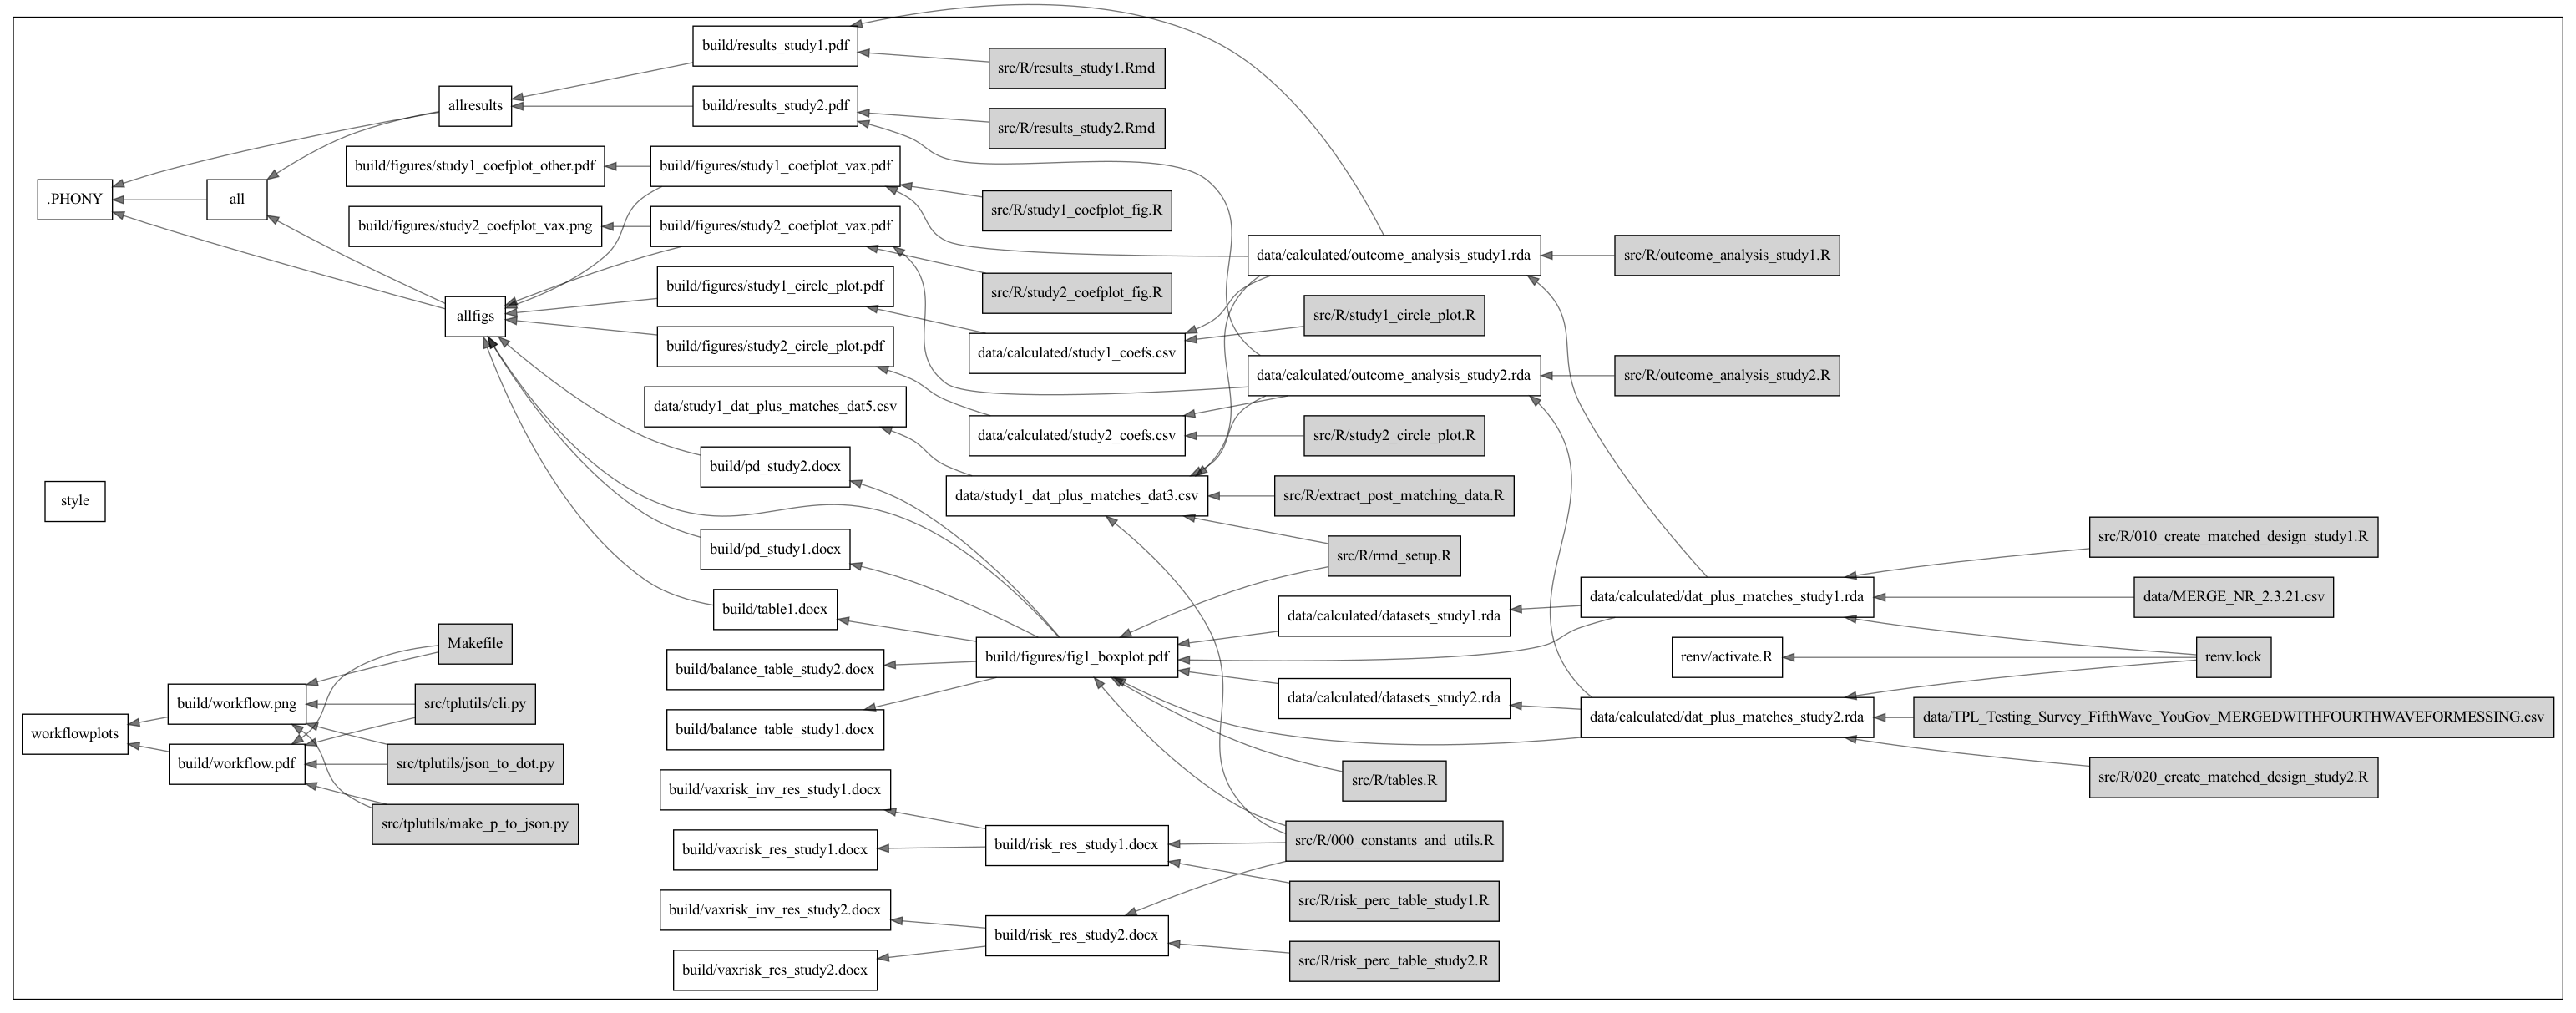 build/results_study1.pdf
src/R/results_study1.Rmd
allresults
build/results_study2.pdf
src/R/results_study2.Rmd
build/figures/study1_coefplot_other.pdf
build/figures/study1_coefplot_vax.pdf
.PHONY
all
src/R/study1_coefplot_fig.R
build/figures/study2_coefplot_vax.png
build/figures/study2_coefplot_vax.pdf
data/calculated/outcome_analysis_study1.rda
src/R/outcome_analysis_study1.R
build/figures/study1_circle_plot.pdf
src/R/study2_coefplot_fig.R
allfigs
src/R/study1_circle_plot.R
build/figures/study2_circle_plot.pdf
data/calculated/study1_coefs.csv
data/calculated/outcome_analysis_study2.rda
src/R/outcome_analysis_study2.R
data/study1_dat_plus_matches_dat5.csv
data/calculated/study2_coefs.csv
src/R/study2_circle_plot.R
build/pd_study2.docx
style
data/study1_dat_plus_matches_dat3.csv
src/R/extract_post_matching_data.R
build/pd_study1.docx
src/R/rmd_setup.R
src/R/010_create_matched_design_study1.R
build/table1.docx
data/calculated/datasets_study1.rda
data/calculated/dat_plus_matches_study1.rda
data/MERGE_NR_2.3.21.csv
Makefile
build/balance_table_study2.docx
build/figures/fig1_boxplot.pdf
renv/activate.R
renv.lock
build/workflow.png
src/tplutils/cli.py
data/calculated/datasets_study2.rda
data/calculated/dat_plus_matches_study2.rda
data/TPL_Testing_Survey_FifthWave_YouGov_MERGEDWITHFOURTHWAVEFORMESSING.csv
workflowplots
build/balance_table_study1.docx
build/workflow.pdf
src/tplutils/json_to_dot.py
src/R/tables.R
src/R/020_create_matched_design_study2.R
build/vaxrisk_inv_res_study1.docx
src/tplutils/make_p_to_json.py
build/vaxrisk_res_study1.docx
build/risk_res_study1.docx
src/R/000_constants_and_utils.R
build/vaxrisk_inv_res_study2.docx
src/R/risk_perc_table_study1.R
build/risk_res_study2.docx
build/vaxrisk_res_study2.docx
src/R/risk_perc_table_study2.R